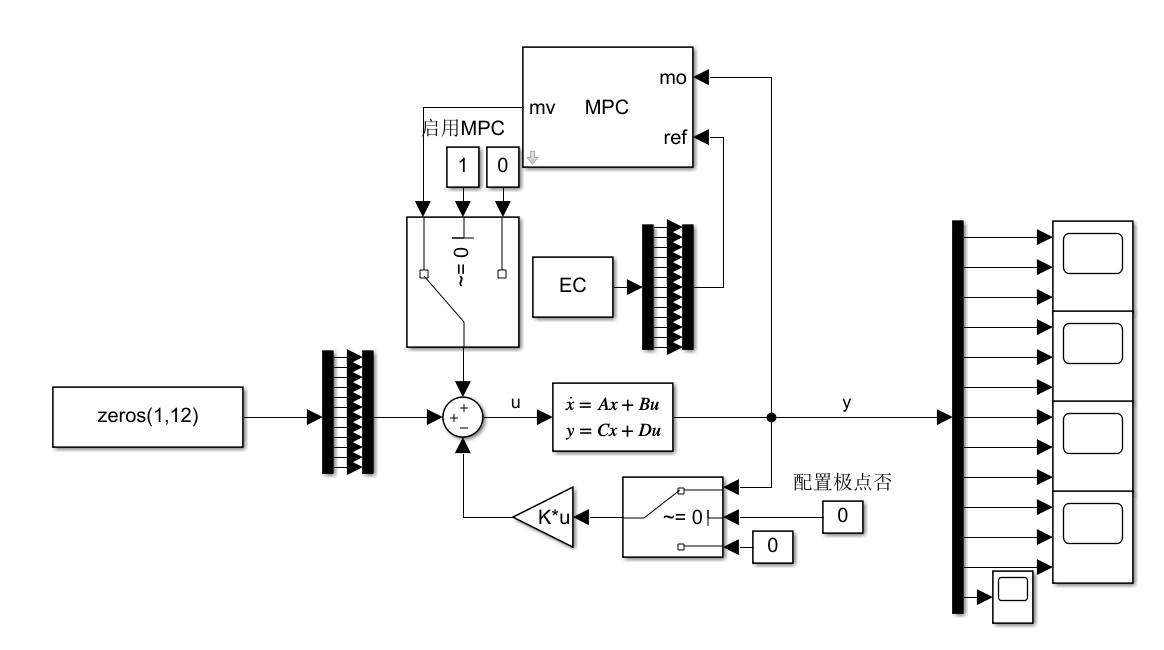 mo
mv
MPC
启用MPC
ref
1
0
~= 0
EC
zeros(1,12)
+
+
−
u
ẋ = Ax + Bu
y = Cx + Du
y
配置极点否
K*u
~= 0
0
0